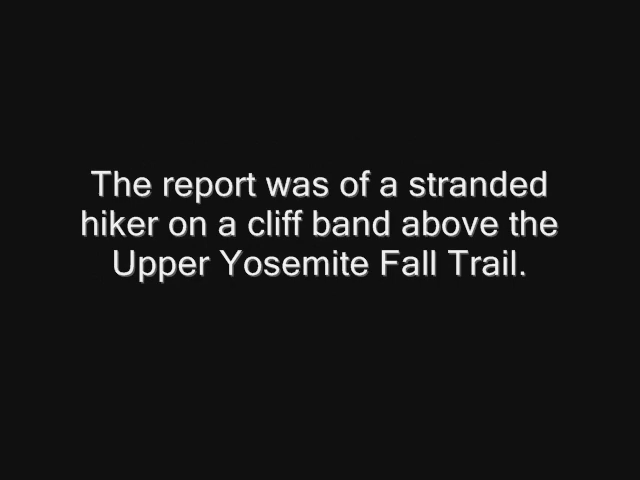 The report was of a stranded
hiker on a cliff band above the
Upper Yosemite Fall Trail.